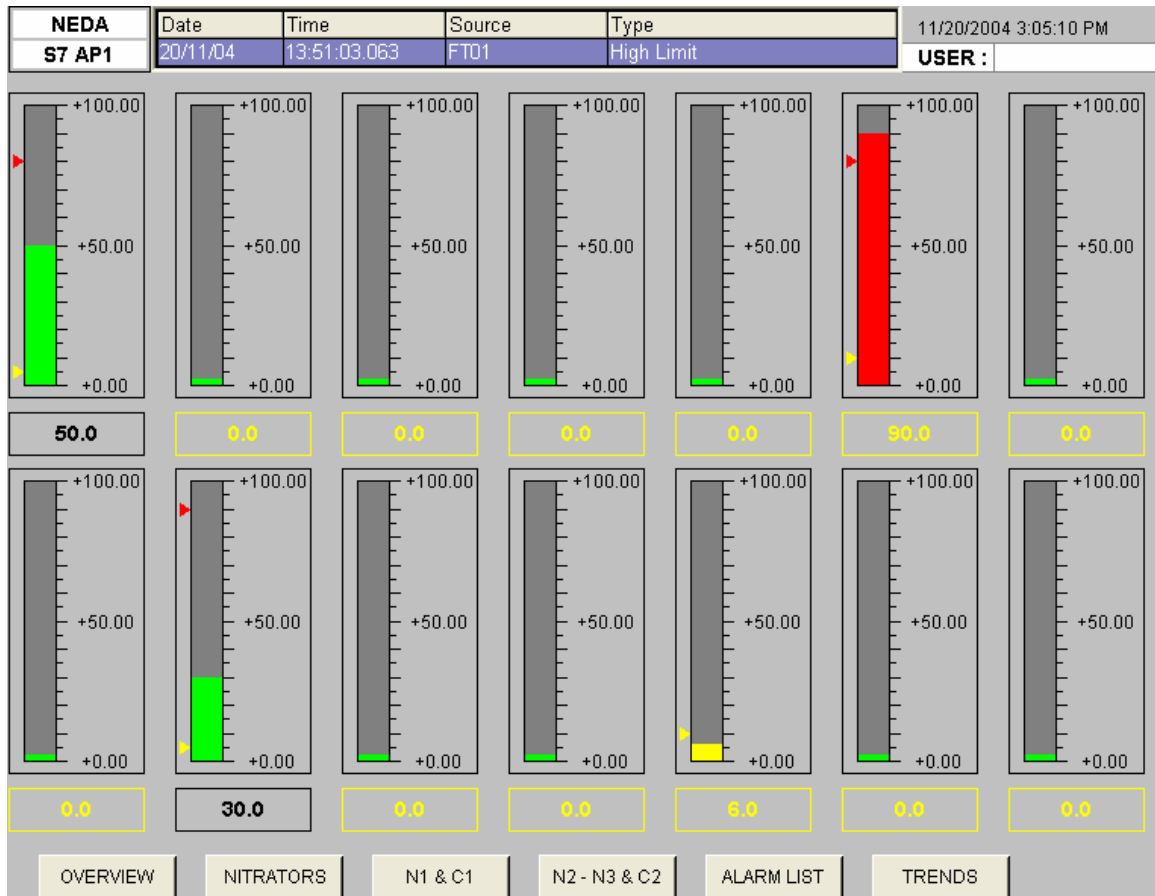 NEDA Date Time Source Type 11/20/2004 3:05:10 PM
S7 AP1 20/11/04 13:51:03.063 FT01 High Limit USER :
+100.00 +100.00 +100.00 +100.00 +100.00 +100.00 +100.00
+50.00 +50.00 +50.00 +50.00 +50.00 +50.00 +50.00
+0.00 +0.00 +0.00 +0.00 +0.00 +0.00 +0.00
50.0 0.0 0.0 0.0 0.0 90.0 0.0
+100.00 +100.00 +100.00 +100.00 +100.00 +100.00 +100.00
+50.00 +50.00 +50.00 +50.00 +50.00 +50.00 +50.00
+0.00 +0.00 +0.00 +0.00 +0.00 +0.00 +0.00
0.0 30.0 0.0 0.0 6.0 0.0 0.0
OVERVIEW NITRATORS N1 & C1 N2 - N3 & C2 ALARM LIST TRENDS